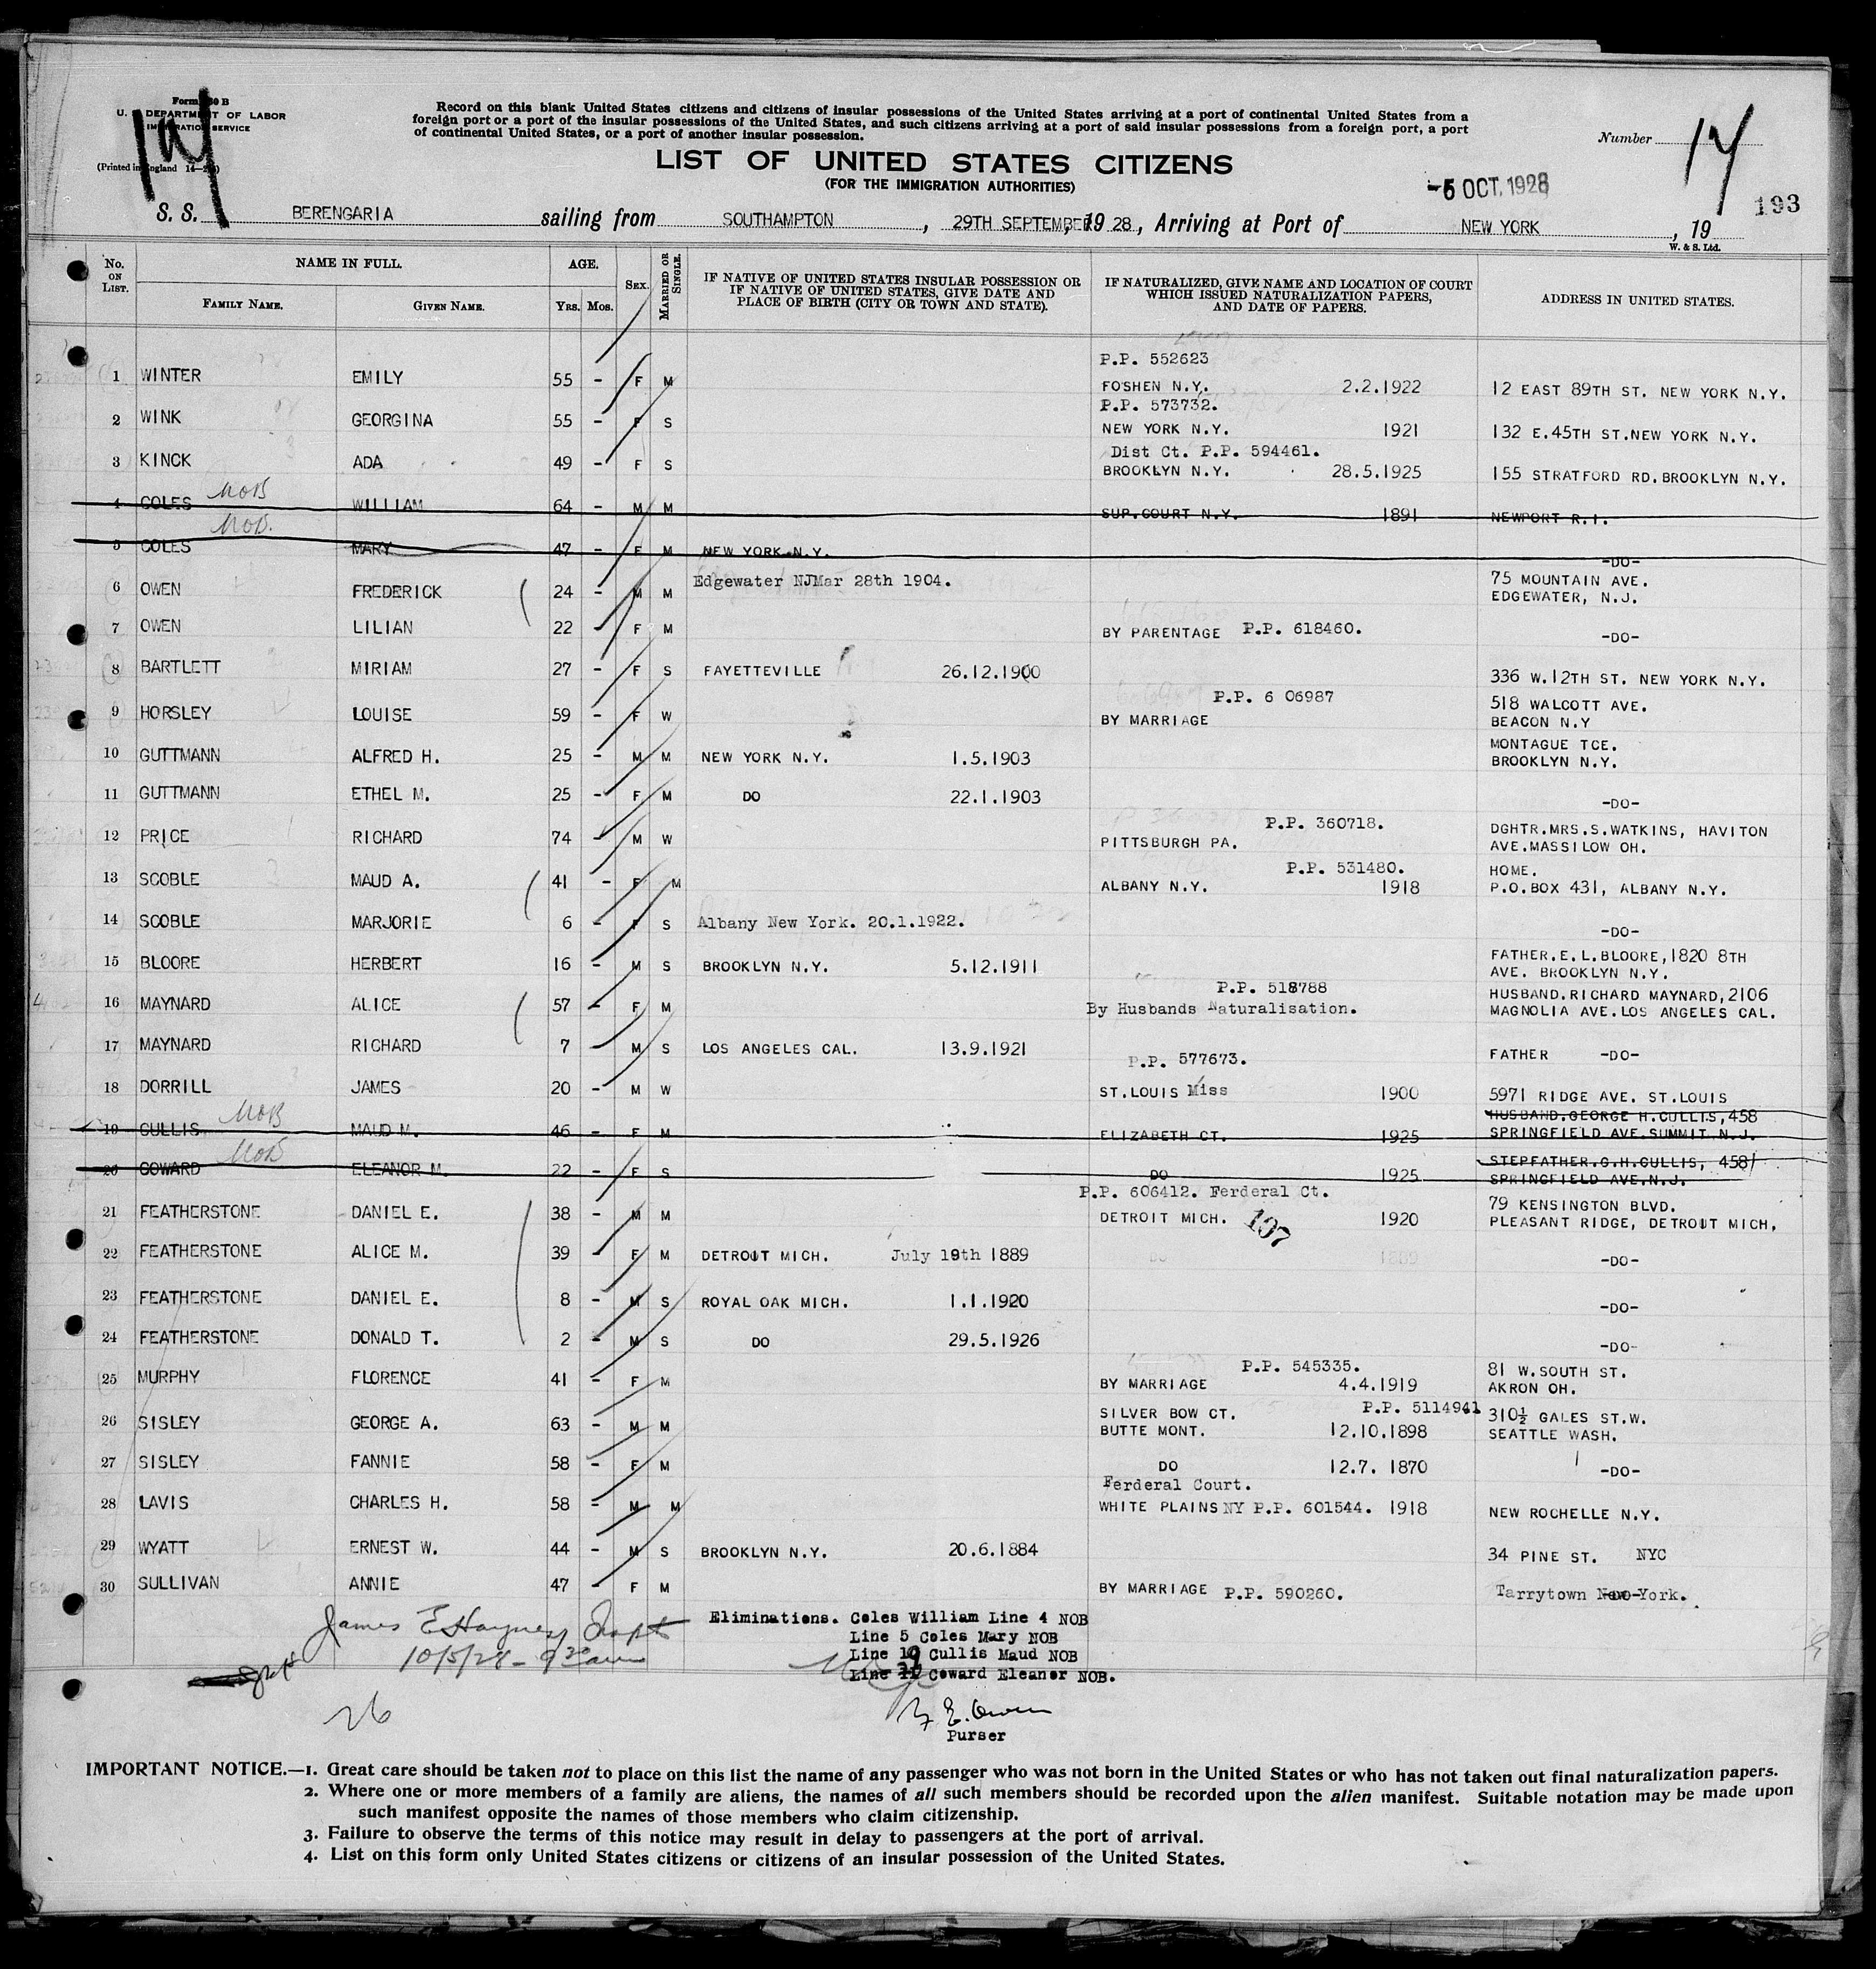 Form 630 B
U. S. DEPARTMENT OF LABOR
IMMIGRATION SERVICE
(Printed in England
Record on this blank United States citizens and citizens of insular possessions of the United States arriving at a port of continental United States from a
foreign port or a port of the insular possessions of the United States, and such citizens arriving at a port of said insular possessions from a foreign port, a port
of continental United States, or a port of another insular possession.
Number 14
LIST OF UNITED STATES CITIZENS
(FOR THE IMMIGRATION AUTHORITIES)
-5 OCT. 1928
193
S. S. BERENGARIA sailing from SOUTHAMPTON, 29TH SEPTEMBER, 1928, Arriving at Port of NEW YORK, 19
W. & S. Ltd.
No. ON LIST. NAME IN FULL. AGE. SEX. MARRIED OR SINGLE. IF NATIVE OF UNITED STATES INSULAR POSSESSION OR IF NATIVE OF UNITED STATES, GIVE DATE AND PLACE OF BIRTH (CITY OR TOWN AND STATE). IF NATURALIZED, GIVE NAME AND LOCATION OF COURT WHICH ISSUED NATURALIZATION PAPERS, AND DATE OF PAPERS. ADDRESS IN UNITED STATES.
FAMILY NAME. GIVEN NAME. YRS. MOS.
P.P. 552623
1 WINTER EMILY 55 - F M FOSHEN N.Y. 2.2.1922 12 EAST 89TH ST. NEW YORK N.Y.
P.P. 573732.
2 WINK GEORGINA 55 - F S NEW YORK N.Y. 1921 132 E.45TH ST.NEW YORK N.Y.
Dist Ct. P.P. 594461.
3 KINCK ADA 49 - F S BROOKLYN N.Y. 28.5.1925 155 STRATFORD RD.BROOKLYN N.Y.
NOB
4 COLES WILLIAM 64 - M M SUP.COURT N.Y. 1891 NEWPORT R.I.
NOB.
5 COLES MARY 47 - F M NEW YORK N.Y. -DO-
6 OWEN FREDERICK 24 - M M Edgewater NJMar 28th 1904. 75 MOUNTAIN AVE.
EDGEWATER, N.J.
7 OWEN LILIAN 22 - F M BY PARENTAGE P.P. 618460. -DO-
8 BARTLETT MIRIAM 27 - F S FAYETTEVILLE 26.12.1900 336 W.12TH ST. NEW YORK N.Y.
P.P. 6 06987 518 WALCOTT AVE.
9 HORSLEY LOUISE 59 - F W BY MARRIAGE BEACON N.Y
10 GUTTMANN ALFRED H. 25 - M M NEW YORK N.Y. 1.5.1903 MONTAGUE TCE.
BROOKLYN N.Y.
11 GUTTMANN ETHEL M. 25 - F M DO 22.1.1903 -DO-
P.P. 360718. DGHTR.MRS.S.WATKINS, HAVITON
12 PRICE RICHARD 74 - M W PITTSBURGH PA. AVE.MASSILOW OH.
P.P. 531480. HOME.
13 SCOBLE MAUD A. 41 - F M ALBANY N.Y. 1918 P.O.BOX 431, ALBANY N.Y.
14 SCOBLE MARJORIE 6 - F S Albany New York. 20.1.1922. -DO-
15 BLOORE HERBERT 16 - M S BROOKLYN N.Y. 5.12.1911 FATHER.E.L.BLOORE,1820 8TH
AVE. BROOKLYN N.Y.
P.P. 518788 HUSBAND.RICHARD MAYNARD,2106
16 MAYNARD ALICE 57 - F M By Husbands Naturalisation. MAGNOLIA AVE.LOS ANGELES CAL.
17 MAYNARD RICHARD 7 - M S LOS ANGELES CAL. 13.9.1921 FATHER -DO-
P.P. 577673.
18 DORRILL JAMES 20 - M W ST.LOUIS Miss 1900 5971 RIDGE AVE. ST.LOUIS
NOB HUSBAND.GEORGE H.CULLIS,458
19 CULLIS MAUD M. 46 - F M ELIZABETH CT. 1925 SPRINGFIELD AVE.SUMMIT N.J.
NOB STEPFATHER.G.H.CULLIS, 458
20 COWARD ELEANOR M. 22 - F S DO 1925 SPRINGFIELD AVE.N.J.
P.P. 606412. Ferderal Ct. 79 KENSINGTON BLVD.
21 FEATHERSTONE DANIEL E. 38 - M M DETROIT MICH. 107 1920 PLEASANT RIDGE, DETROIT MICH,
22 FEATHERSTONE ALICE M. 39 - F M DETROIT MICH. July 19th 1889 DO 1889 -DO-
23 FEATHERSTONE DANIEL E. 8 - M S ROYAL OAK MICH. 1.1.1920 -DO-
24 FEATHERSTONE DONALD T. 2 - M S DO 29.5.1926 -DO-
P.P. 545335. 81 W.SOUTH ST.
25 MURPHY FLORENCE 41 - F M BY MARRIAGE 4.4.1919 AKRON OH.
SILVER BOW CT. P.P. 5114941 310½ GALES ST.W.
26 SISLEY GEORGE A. 63 - M M BUTTE MONT. 12.10.1898 SEATTLE WASH.
27 SISLEY FANNIE 58 - F M DO 12.7. 1870 -DO-
Ferderal Court.
28 LAVIS CHARLES H. 58 - M M WHITE PLAINS NY P.P. 601544. 1918 NEW ROCHELLE N.Y.
29 WYATT ERNEST W. 44 - M S BROOKLYN N.Y. 20.6.1884 34 PINE ST. NYC
30 SULLIVAN ANNIE 47 - F M BY MARRIAGE P.P. 590260. Tarrytown New York.
James E Haynes Inspt
10/5/28 - 9 30 am
26
Eliminations. Coles William Line 4 NOB
Line 5 Coles Mary NOB
Line 19 Cullis Maud NOB
Line Coward Eleanor NOB.
E. Owen
Purser
IMPORTANT NOTICE.—1. Great care should be taken not to place on this list the name of any passenger who was not born in the United States or who has not taken out final naturalization papers.
2. Where one or more members of a family are aliens, the names of all such members should be recorded upon the alien manifest. Suitable notation may be made upon
such manifest opposite the names of those members who claim citizenship.
3. Failure to observe the terms of this notice may result in delay to passengers at the port of arrival.
4. List on this form only United States citizens or citizens of an insular possession of the United States.